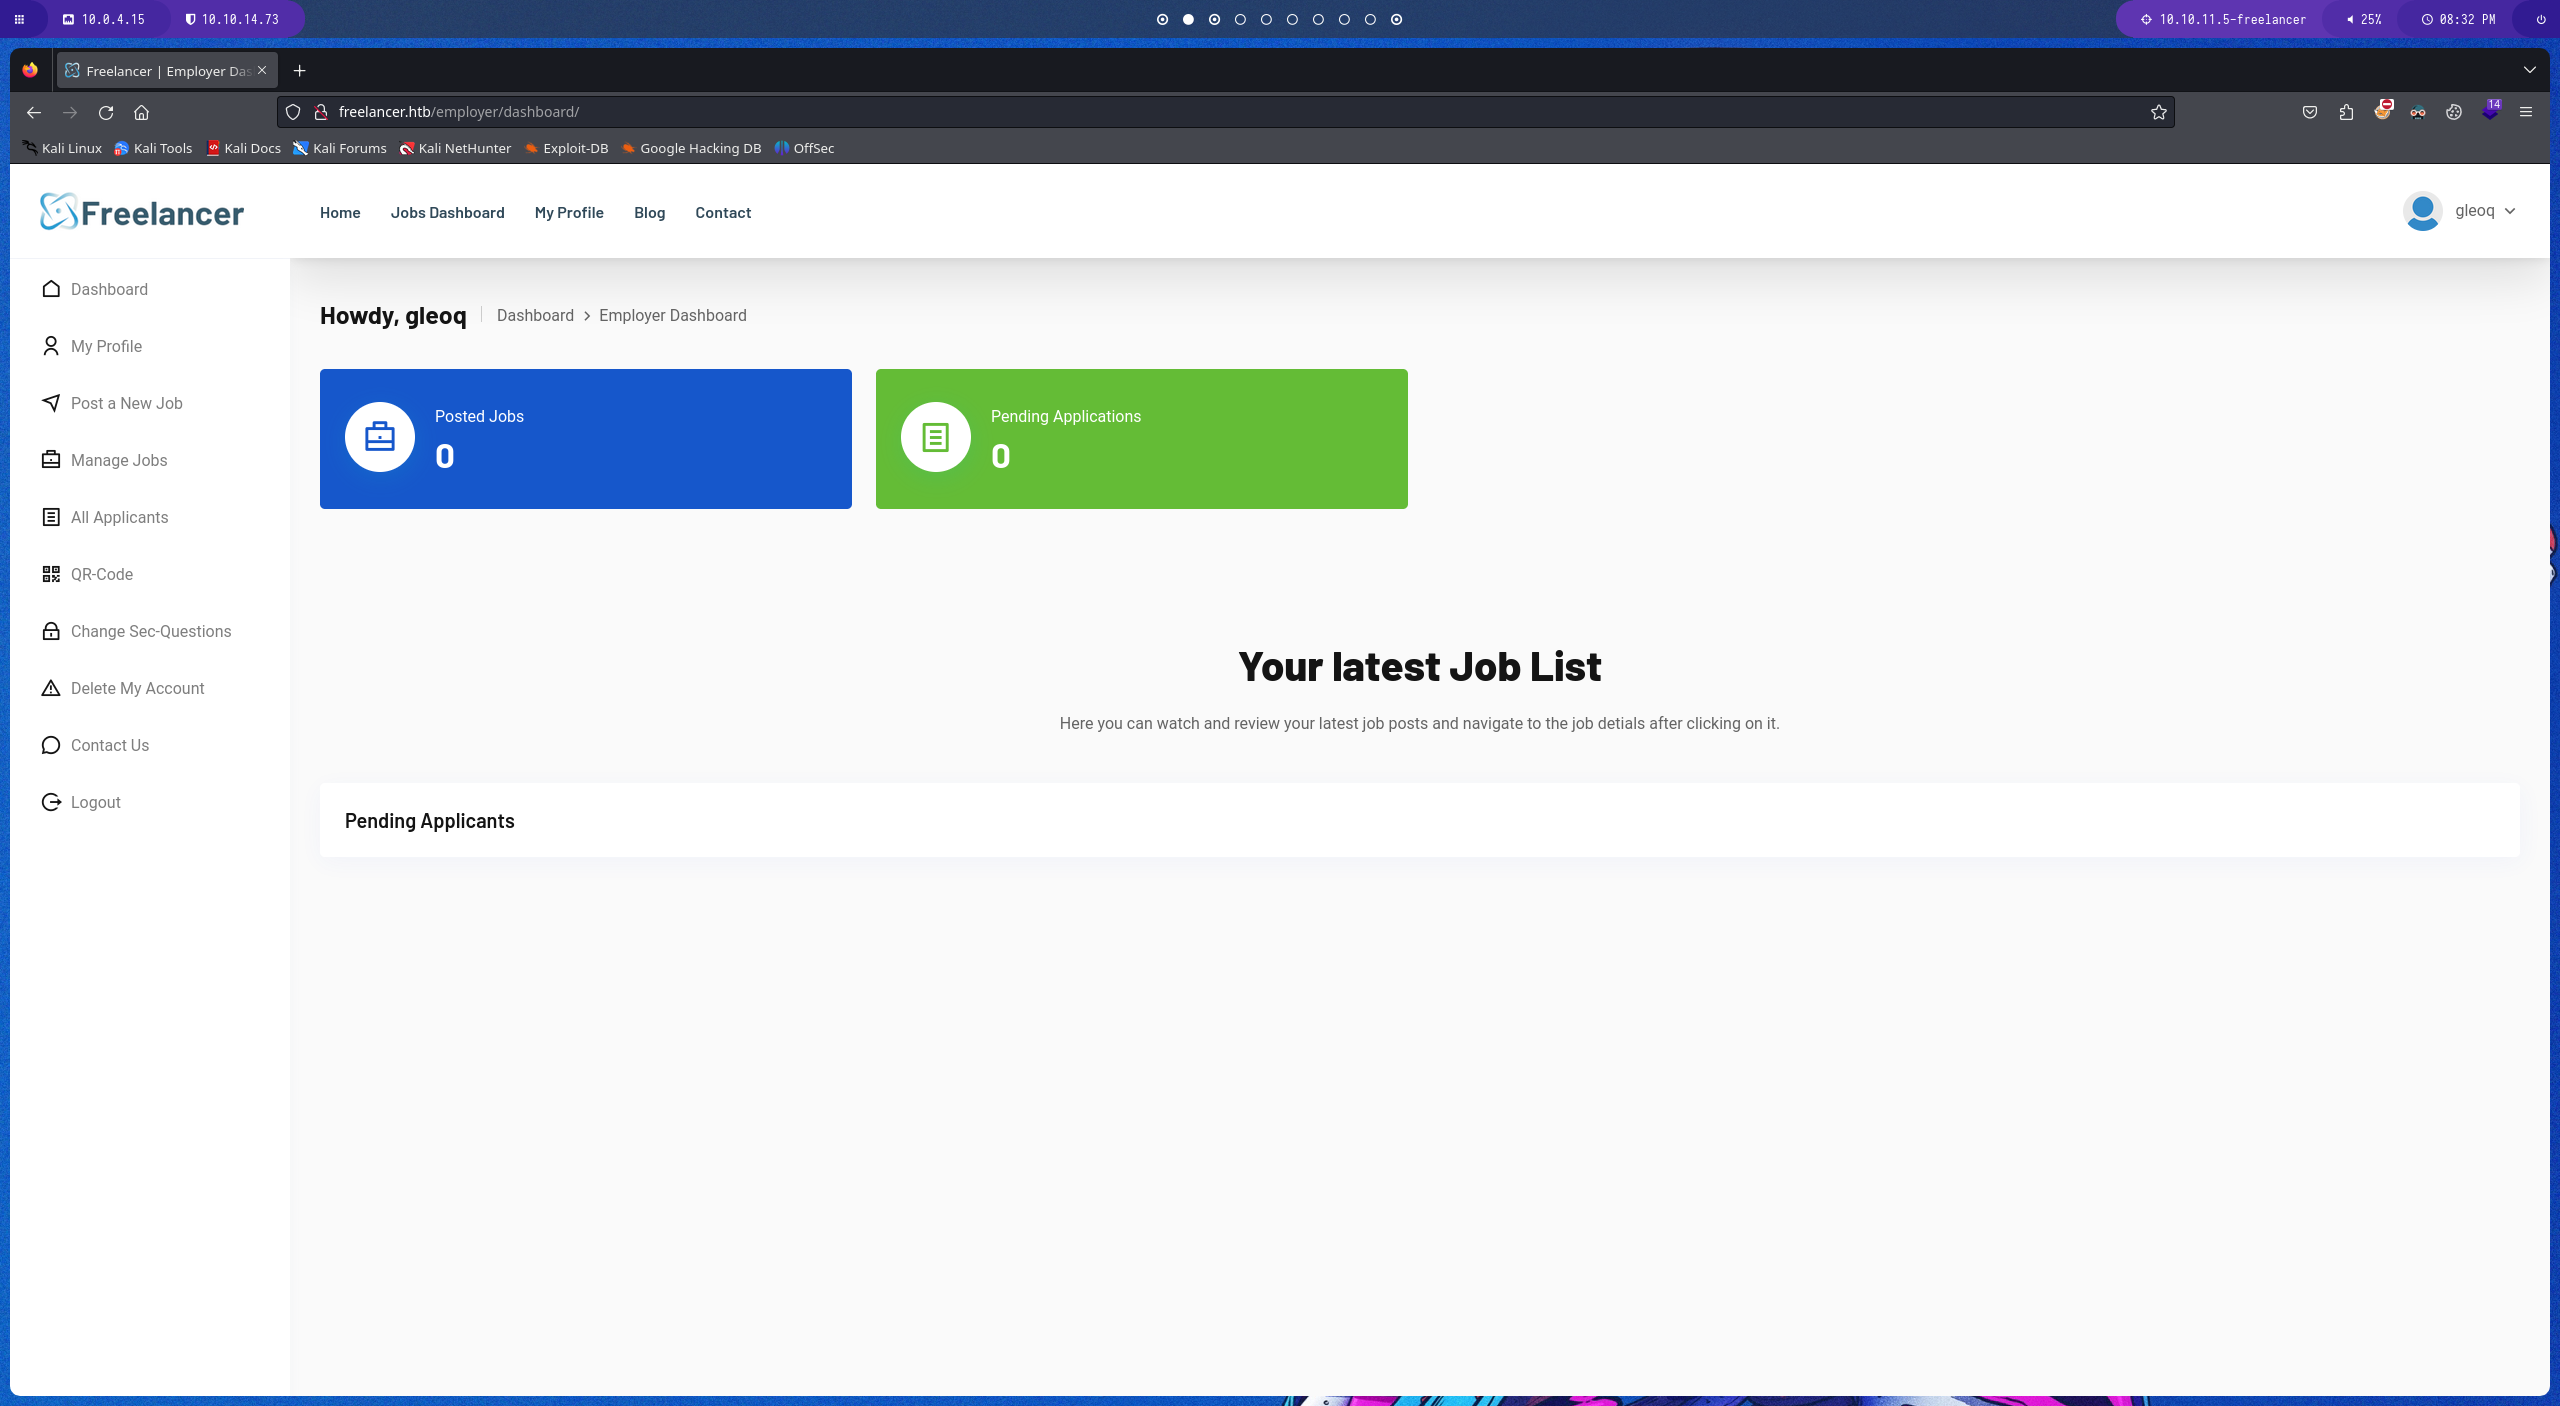 10.0.4.15 10.10.14.73 10.10.11.5-freelancer 25% 08:32 PM
Freelancer | Employer Das
freelancer.htb/employer/dashboard/ 14
Kali Linux Kali Tools Kali Docs Kali Forums Kali NetHunter Exploit-DB Google Hacking DB OffSec
Freelancer Home Jobs Dashboard My Profile Blog Contact gleoq
Dashboard
My Profile
Post a New Job
Manage Jobs
All Applicants
QR-Code
Change Sec-Questions
Delete My Account
Contact Us
Logout
Howdy, gleoq Dashboard > Employer Dashboard
Posted Jobs
0
Pending Applications
0
Your latest Job List
Here you can watch and review your latest job posts and navigate to the job detials after clicking on it.
Pending Applicants